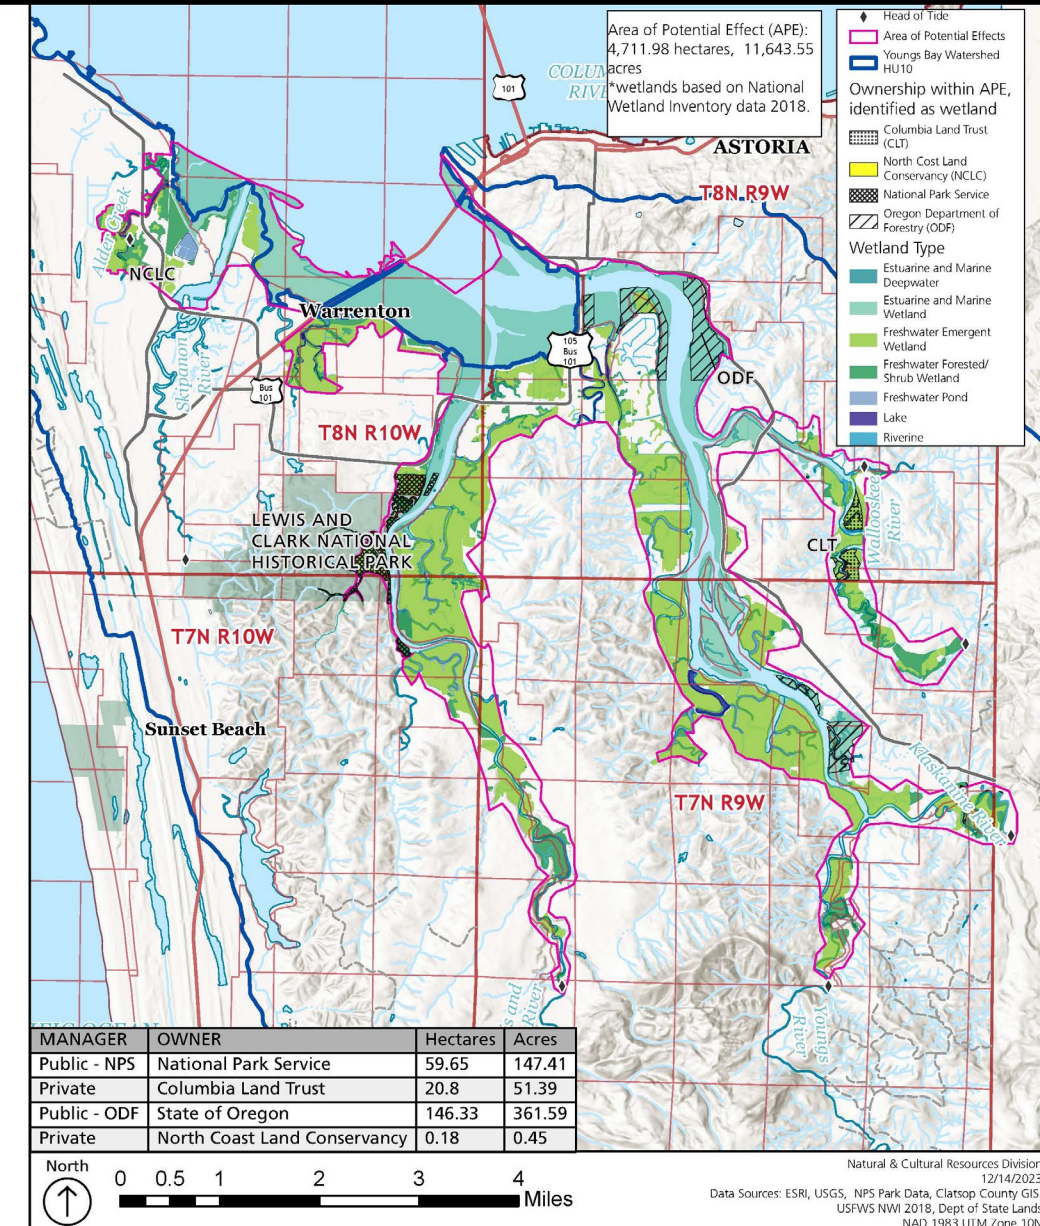 Area of Potential Effect (APE):
4,711.98 hectares, 11,643.55
acres
*wetlands based on National
Wetland Inventory data 2018.
Head of Tide
Area of Potential Effects
Youngs Bay Watershed
HU10
Ownership within APE,
identified as wetland
Columbia Land Trust
(CLT)
North Cost Land
Conservancy (NCLC)
National Park Service
Oregon Department of
Forestry (ODF)
Wetland Type
Estuarine and Marine
Deepwater
Estuarine and Marine
Wetland
Freshwater Emergent
Wetland
Freshwater Forested/
Shrub Wetland
Freshwater Pond
Lake
Riverine
101
ASTORIA
T8N R9W
Alder Creek
NCLC
Warrenton
Skipanon
River
105
Bus
101
Bus
101
ODF
T8N R10W
LEWIS AND
CLARK NATIONAL
HISTORICAL PARK
CLT
Wallooskee
River
T7N R10W
Sunset Beach
T7N R9W
Klaskanine River
River
Youngs
River
MANAGER OWNER Hectares Acres
Public - NPS National Park Service 59.65 147.41
Private Columbia Land Trust 20.8 51.39
Public - ODF State of Oregon 146.33 361.59
Private North Coast Land Conservancy 0.18 0.45
North
0 0.5 1 2 3 4
Miles
Natural & Cultural Resources Division
12/14/2023
Data Sources: ESRI, USGS, NPS Park Data, Clatsop County GIS
USFWS NWI 2018, Dept of State Lands
NAD 1983 UTM Zone 10N